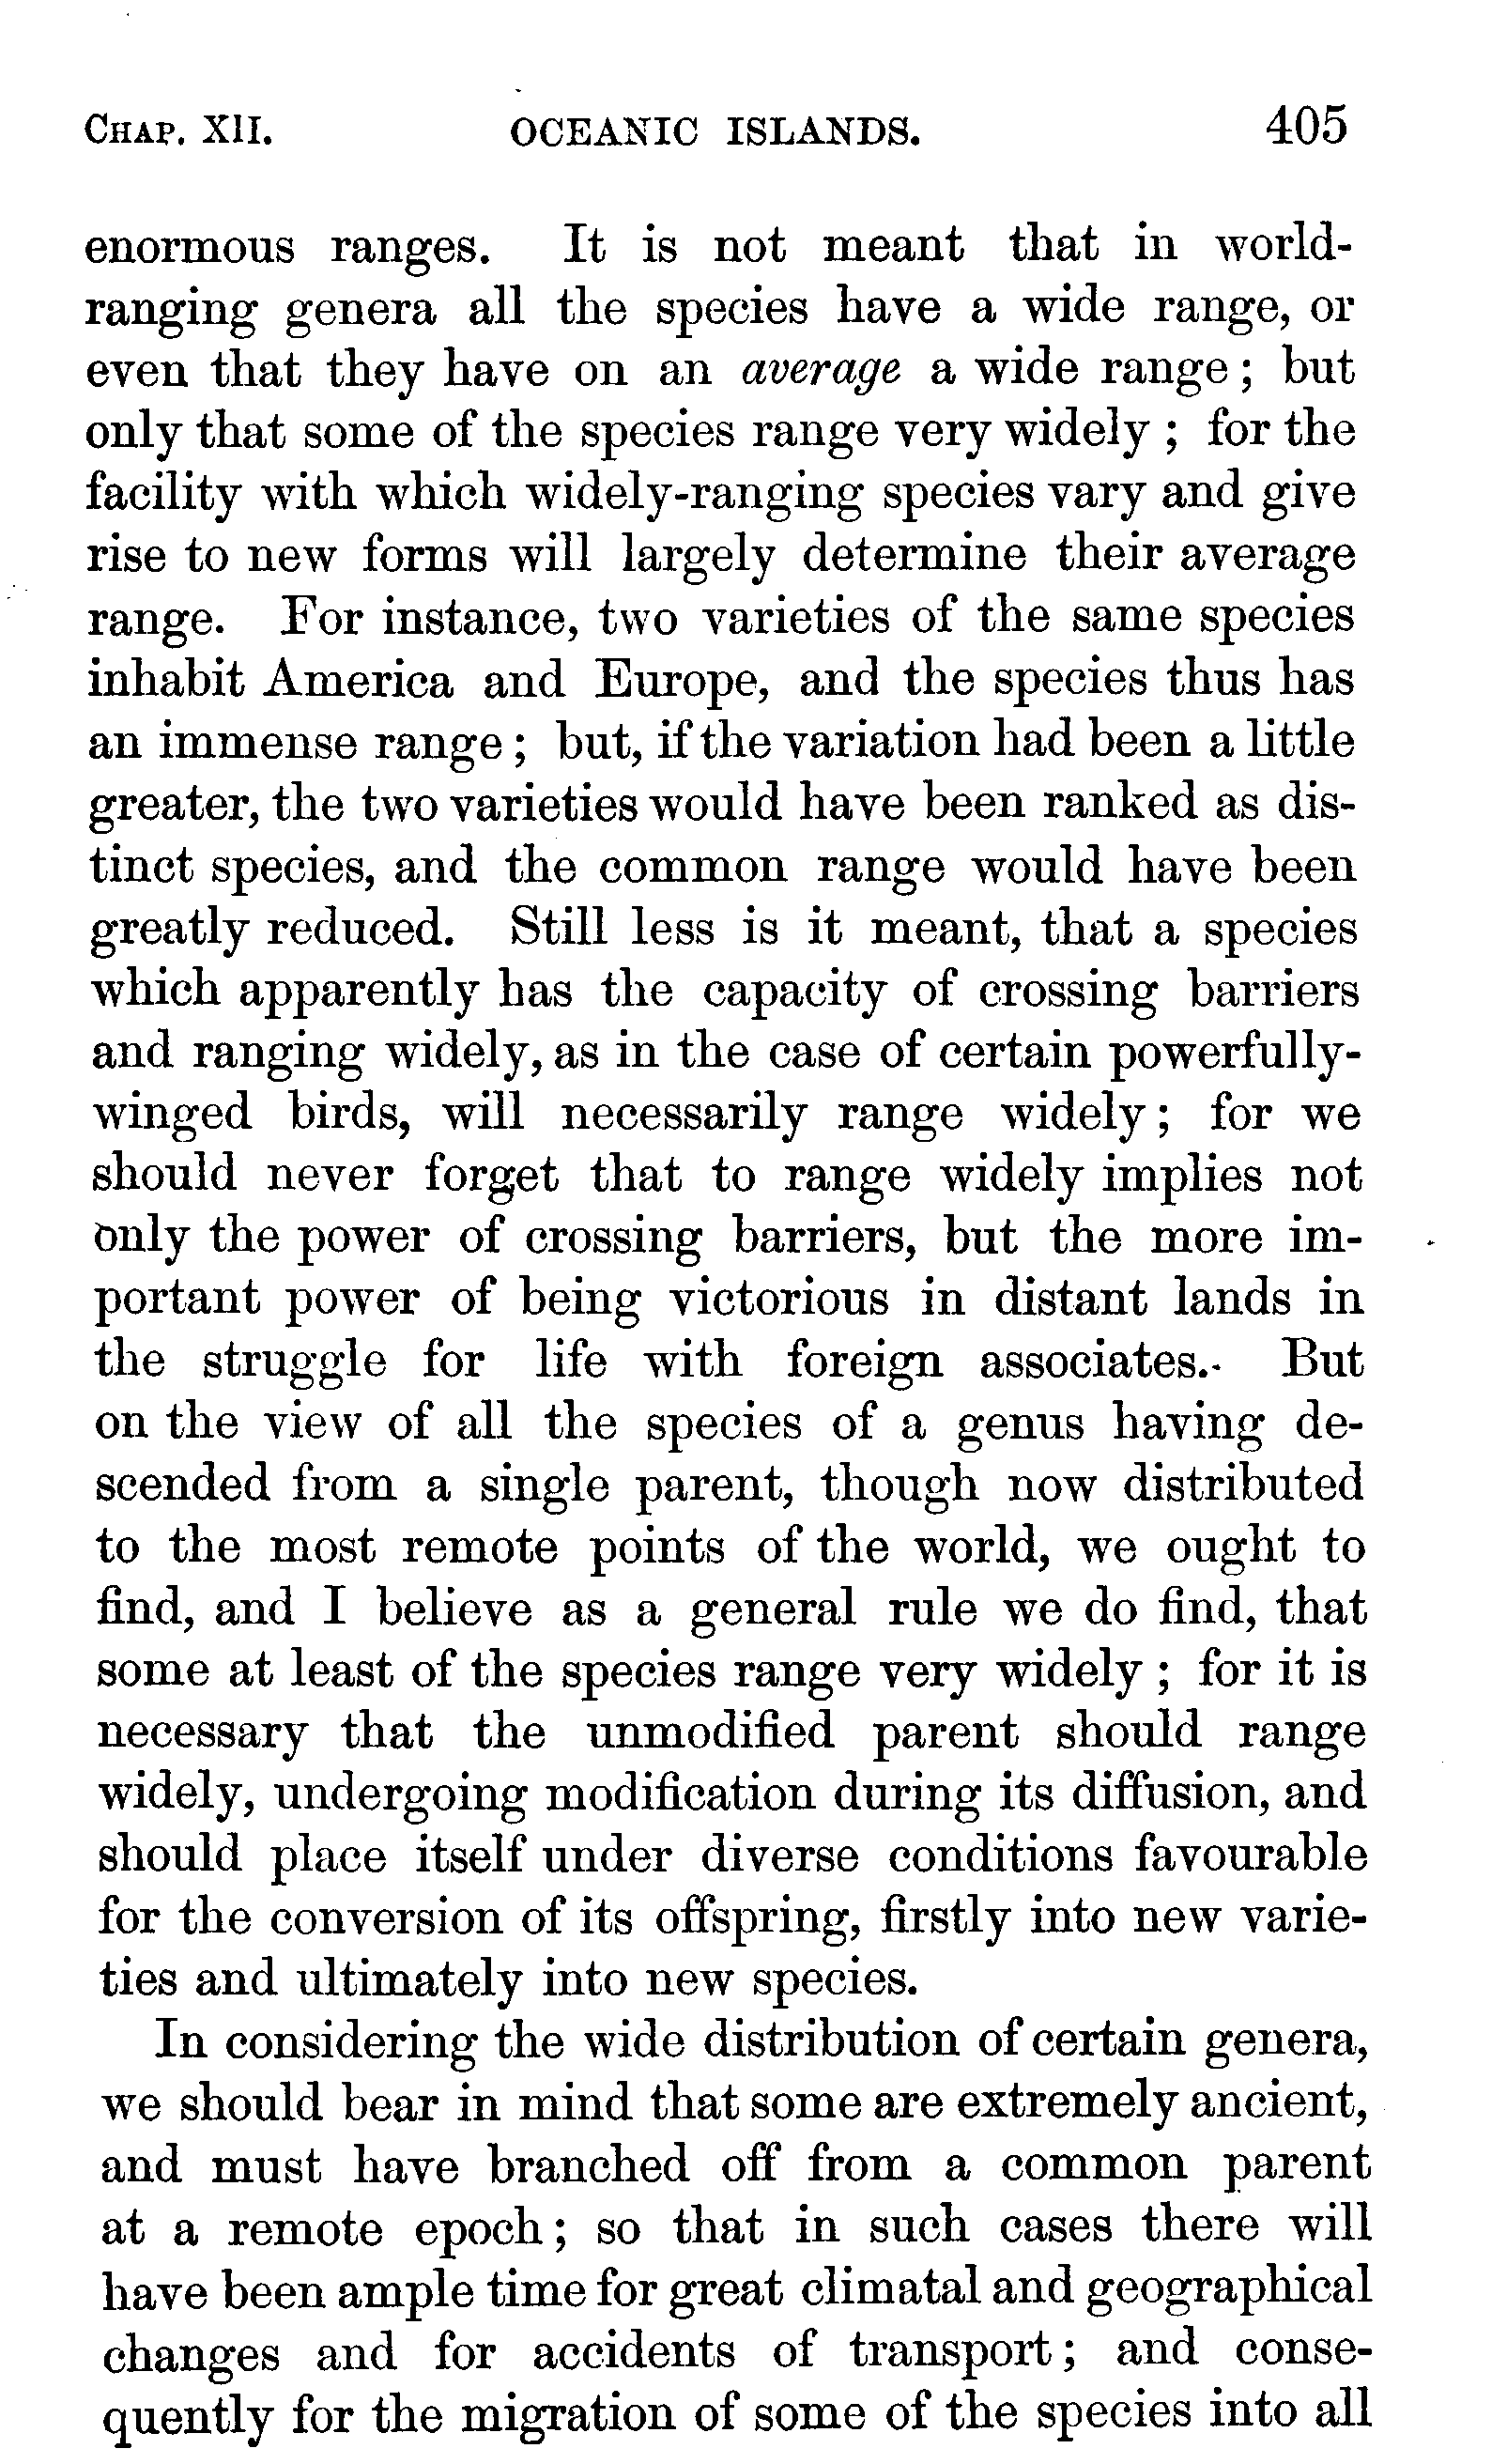 CHAP. XII. OCEANIC ISLANDS. 405
enormous ranges. It is not meant that in world-
ranging genera all the species have a wide range, or
even that they have on an average a wide range; but
only that some of the species range very widely; for the
facility with which widely-ranging species vary and give
rise to new forms will largely determine their average
range. For instance, two varieties of the same species
inhabit America and Europe, and the species thus has
an immense range; but, if the variation had been a little
greater, the two varieties would have been ranked as dis-
tinct species, and the common range would have been
greatly reduced. Still less is it meant, that a species
which apparently has the capacity of crossing barriers
and ranging widely, as in the case of certain powerfully-
winged birds, will necessarily range widely; for we
should never forget that to range widely implies not
only the power of crossing barriers, but the more im-
portant power of being victorious in distant lands in
the struggle for life with foreign associates. But
on the view of all the species of a genus having de-
scended from a single parent, though now distributed
to the most remote points of the world, we ought to
find, and I believe as a general rule we do find, that
some at least of the species range very widely; for it is
necessary that the unmodified parent should range
widely, undergoing modification during its diffusion, and
should place itself under diverse conditions favourable
for the conversion of its offspring, firstly into new varie-
ties and ultimately into new species.
In considering the wide distribution of certain genera,
we should bear in mind that some are extremely ancient,
and must have branched off from a common parent
at a remote epoch; so that in such cases there will
have been ample time for great climatal and geographical
changes and for accidents of transport; and conse-
quently for the migration of some of the species into all